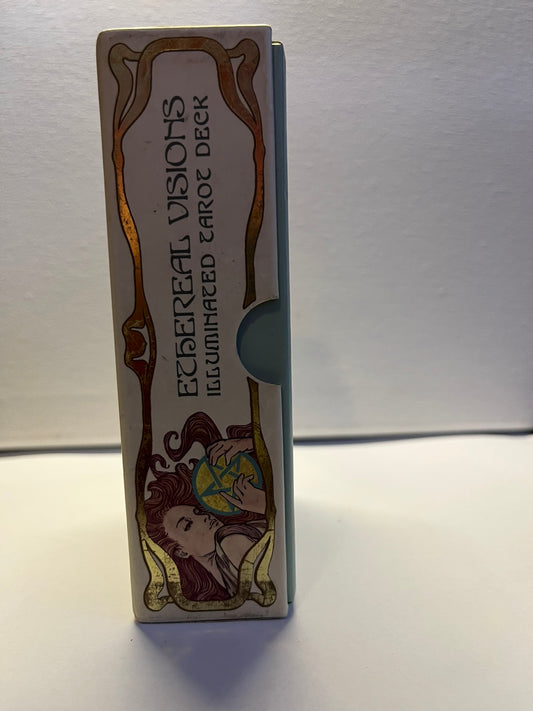 ETHEREAL VISIONS
ILLUMINATED TAROT DECK